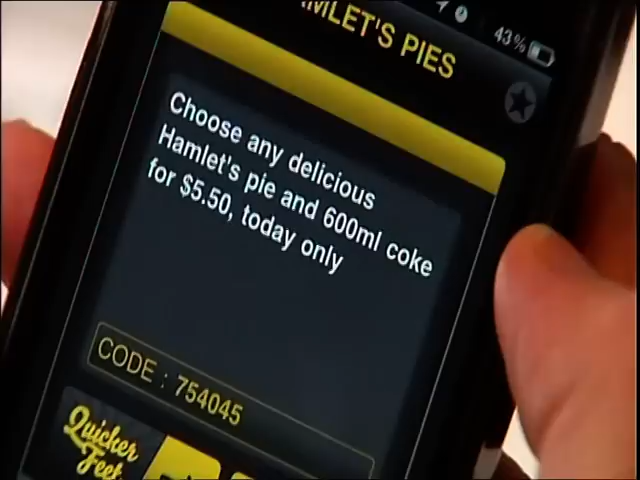 43%
HAMLET'S PIES
Choose any delicious
Hamlet's pie and 600ml coke
for $5.50, today only
CODE : 754045
Quicker
Feet